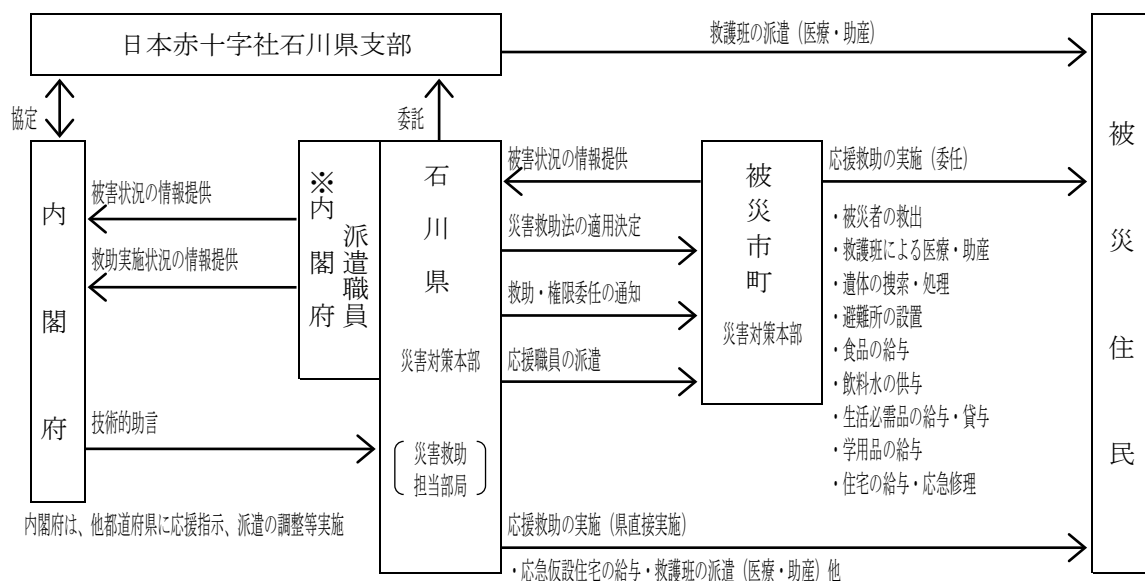 日本赤十字社石川県支部
救護班の派遣（医療・助産）
協定
委託
内閣府
被害状況の情報提供
救助実施状況の情報提供
技術的助言
内閣府は、他都道府県に応援指示、派遣の調整等実施
※内閣府
派遣職員
石川県
災害対策本部
災害救助
担当部局
被害状況の情報提供
災害救助法の適用決定
救助・権限委任の通知
応援職員の派遣
被災市町
災害対策本部
応援救助の実施（委任）
・被災者の救出
・救護班による医療・助産
・遺体の捜索・処理
・避難所の設置
・食品の給与
・飲料水の供与
・生活必需品の給与・貸与
・学用品の給与
・住宅の給与・応急修理
応急救助の実施（県直接実施）
・応急仮設住宅の給与・救護班の派遣（医療・助産）他
被災住民